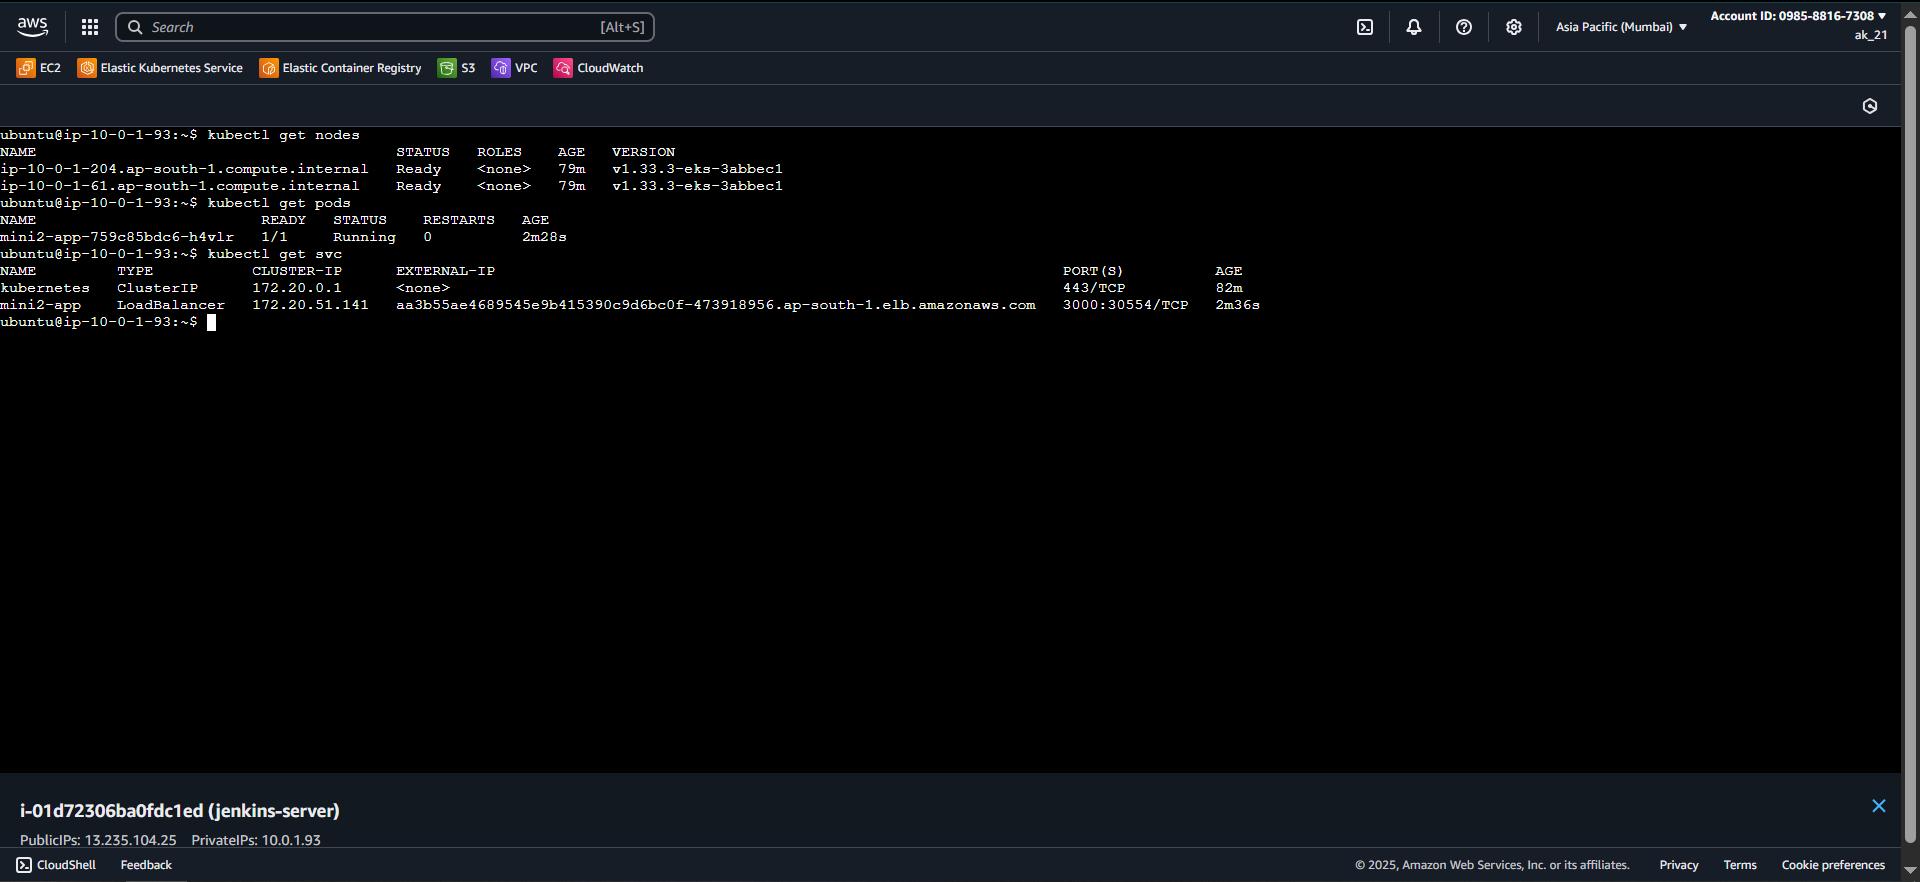 aws Search [Alt+S] Asia Pacific (Mumbai) ▼ Account ID: 0985-8816-7308 ▼
ak_21
EC2 Elastic Kubernetes Service Elastic Container Registry S3 VPC CloudWatch
ubuntu@ip-10-0-1-93:~$ kubectl get nodes
NAME STATUS ROLES AGE VERSION
ip-10-0-1-204.ap-south-1.compute.internal Ready <none> 79m v1.33.3-eks-3abbec1
ip-10-0-1-61.ap-south-1.compute.internal Ready <none> 79m v1.33.3-eks-3abbec1
ubuntu@ip-10-0-1-93:~$ kubectl get pods
NAME READY STATUS RESTARTS AGE
mini2-app-759c85bdc6-h4vlr 1/1 Running 0 2m28s
ubuntu@ip-10-0-1-93:~$ kubectl get svc
NAME TYPE CLUSTER-IP EXTERNAL-IP PORT(S) AGE
kubernetes ClusterIP 172.20.0.1 <none> 443/TCP 82m
mini2-app LoadBalancer 172.20.51.141 aa3b55ae4689545e9b415390c9d6bc0f-473918956.ap-south-1.elb.amazonaws.com 3000:30554/TCP 2m36s
ubuntu@ip-10-0-1-93:~$
i-01d72306ba0fdc1ed (jenkins-server)
PublicIPs: 13.235.104.25 PrivateIPs: 10.0.1.93
CloudShell Feedback © 2025, Amazon Web Services, Inc. or its affiliates. Privacy Terms Cookie preferences